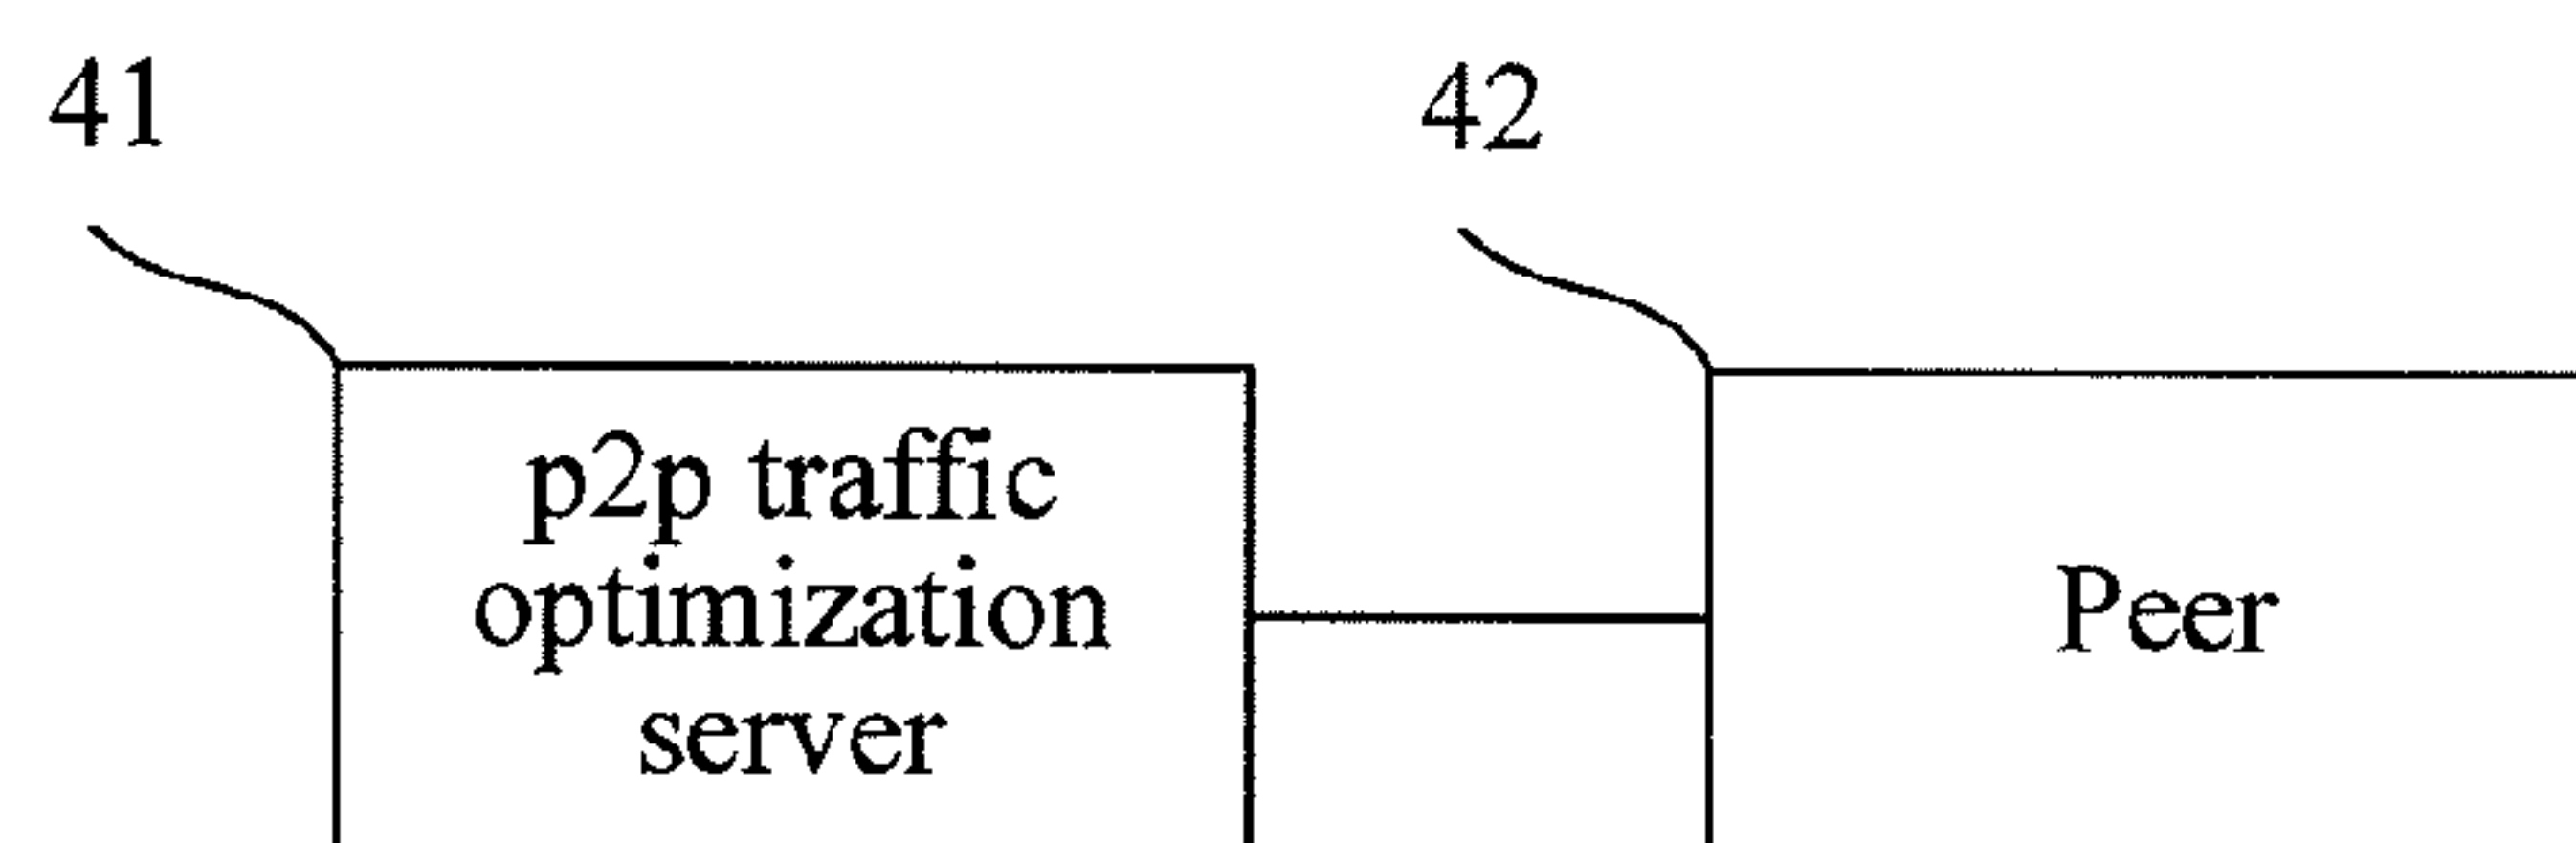 41
42
p2p traffic
optimization
server
Peer